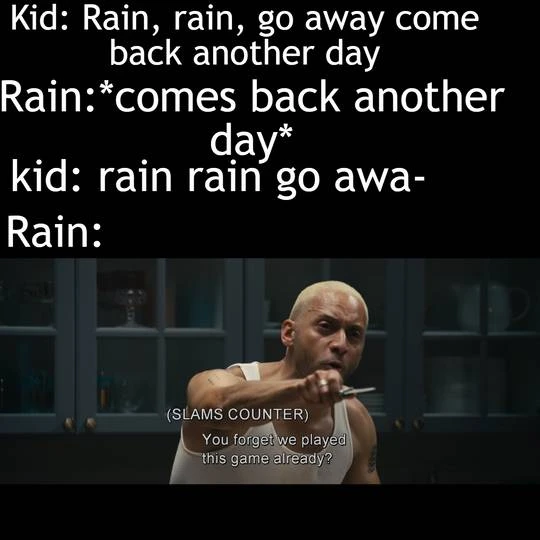 Kid: Rain, rain, go away come
back another day
Rain:*comes back another
day*
kid: rain rain go awa-
Rain:
(SLAMS COUNTER)
You forget we played
this game already?